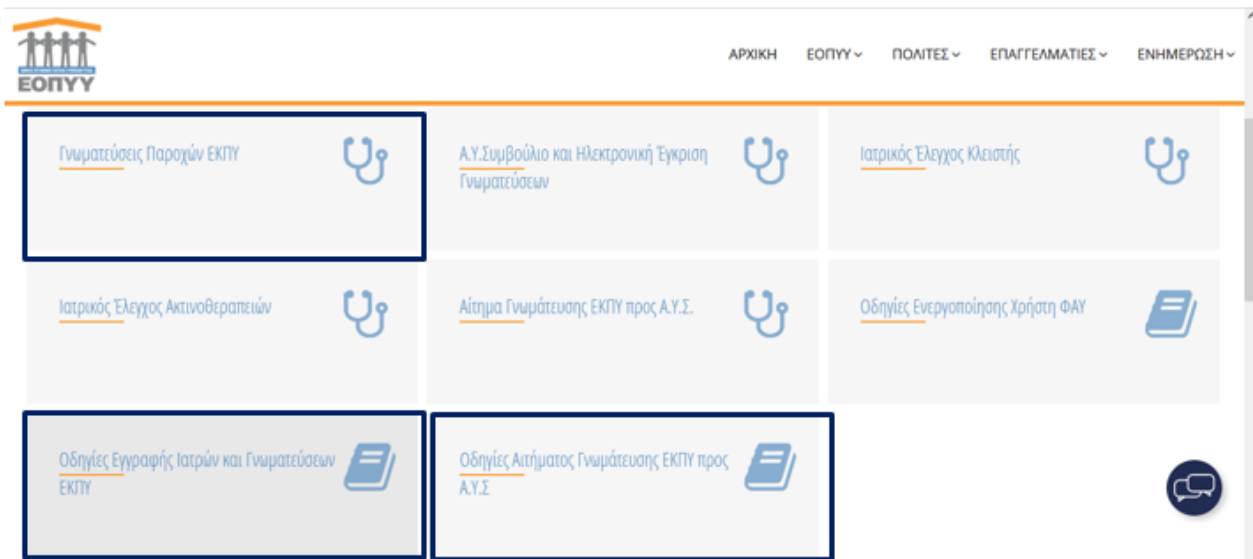 ΑΡΧΙΚΗ ΕΟΠΥΥ ΠΟΛΙΤΕΣ ΕΠΑΓΓΕΛΜΑΤΙΕΣ ΕΝΗΜΕΡΩΣΗ
ΕΟΠΥΥ
Γνωματεύσεις Παροχών ΕΚΠΥ
Α.Υ.Συμβούλιο και Ηλεκτρονική Έγκριση
Γνωματεύσεων
Ιατρικός Έλεγχος Κλειστής
Ιατρικός Έλεγχος Ακτινοθεραπειών
Αίτημα Γνωμάτευσης ΕΚΠΥ προς Α.Υ.Σ.
Οδηγίες Ενεργοποίησης Χρήστη ΦΑΥ
Οδηγίες Εγγραφής Ιατρών και Γνωματεύσεων
ΕΚΠΥ
Οδηγίες Αιτήματος Γνωμάτευσης ΕΚΠΥ προς
Α.Υ.Σ